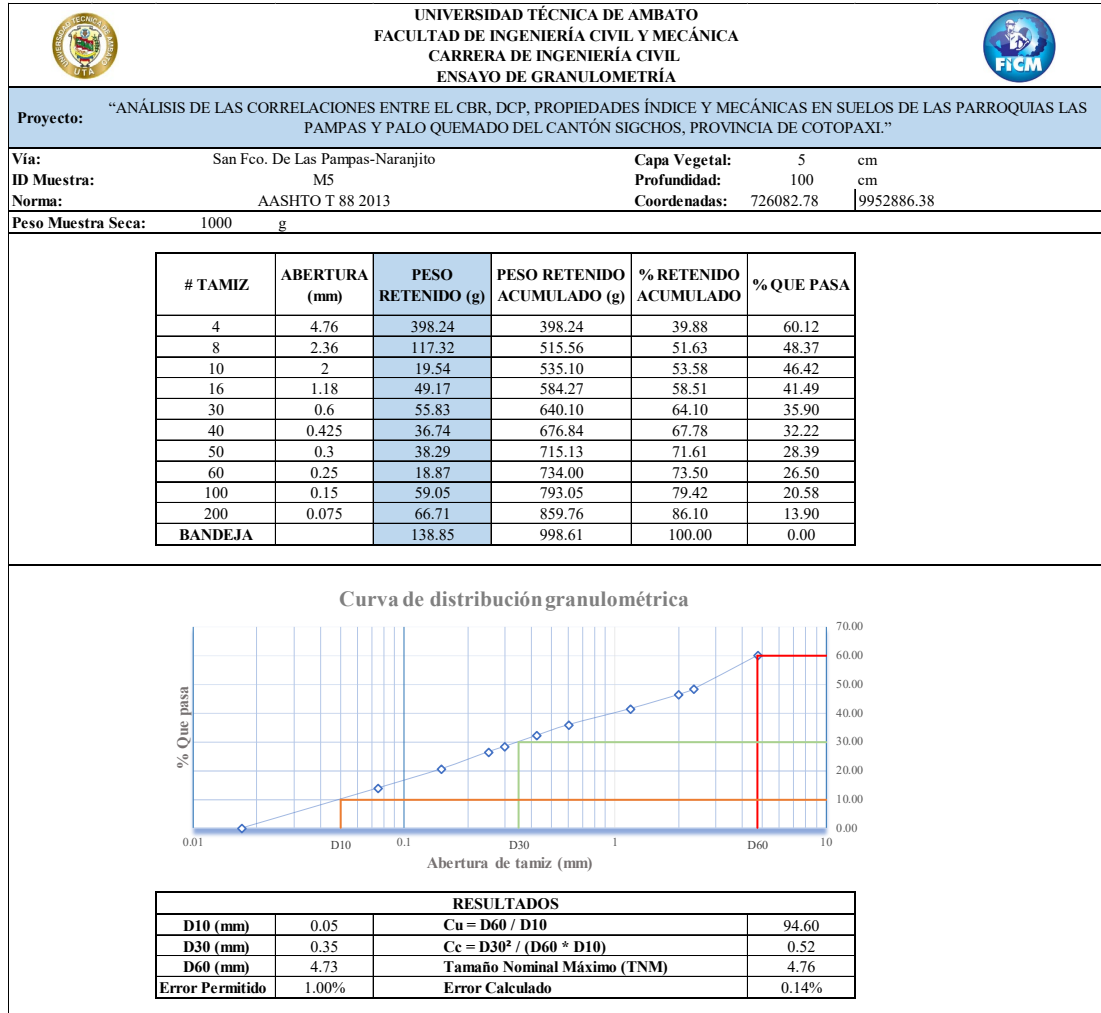 UNIVERSIDAD TÉCNICA DE AMBATO
FACULTAD DE INGENIERÍA CIVIL Y MECÁNICA
CARRERA DE INGENIERÍA CIVIL
ENSAYO DE GRANULOMETRÍA
UNIVERSIDAD TECNICA DE AMBATO
UTA
FICM
Proyecto: “ANÁLISIS DE LAS CORRELACIONES ENTRE EL CBR, DCP, PROPIEDADES ÍNDICE Y MECÁNICAS EN SUELOS DE LAS PARROQUIAS LAS
PAMPAS Y PALO QUEMADO DEL CANTÓN SIGCHOS, PROVINCIA DE COTOPAXI.”
Vía: San Fco. De Las Pampas-Naranjito Capa Vegetal: 5 cm
ID Muestra: M5 Profundidad: 100 cm
Norma: AASHTO T 88 2013 Coordenadas: 726082.78 9952886.38
Peso Muestra Seca: 1000 g
# TAMIZ ABERTURA (mm) PESO RETENIDO (g) PESO RETENIDO ACUMULADO (g) % RETENIDO ACUMULADO % QUE PASA
4 4.76 398.24 398.24 39.88 60.12
8 2.36 117.32 515.56 51.63 48.37
10 2 19.54 535.10 53.58 46.42
16 1.18 49.17 584.27 58.51 41.49
30 0.6 55.83 640.10 64.10 35.90
40 0.425 36.74 676.84 67.78 32.22
50 0.3 38.29 715.13 71.61 28.39
60 0.25 18.87 734.00 73.50 26.50
100 0.15 59.05 793.05 79.42 20.58
200 0.075 66.71 859.76 86.10 13.90
BANDEJA 138.85 998.61 100.00 0.00
Curva de distribución granulométrica
70.00
60.00
50.00
40.00
30.00
20.00
10.00
0.00
% Que pasa
0.01 D10 0.1 D30 1 D60 10
Abertura de tamiz (mm)
RESULTADOS
D10 (mm) 0.05 Cu = D60 / D10 94.60
D30 (mm) 0.35 Cc = D30² / (D60 * D10) 0.52
D60 (mm) 4.73 Tamaño Nominal Máximo (TNM) 4.76
Error Permitido 1.00% Error Calculado 0.14%